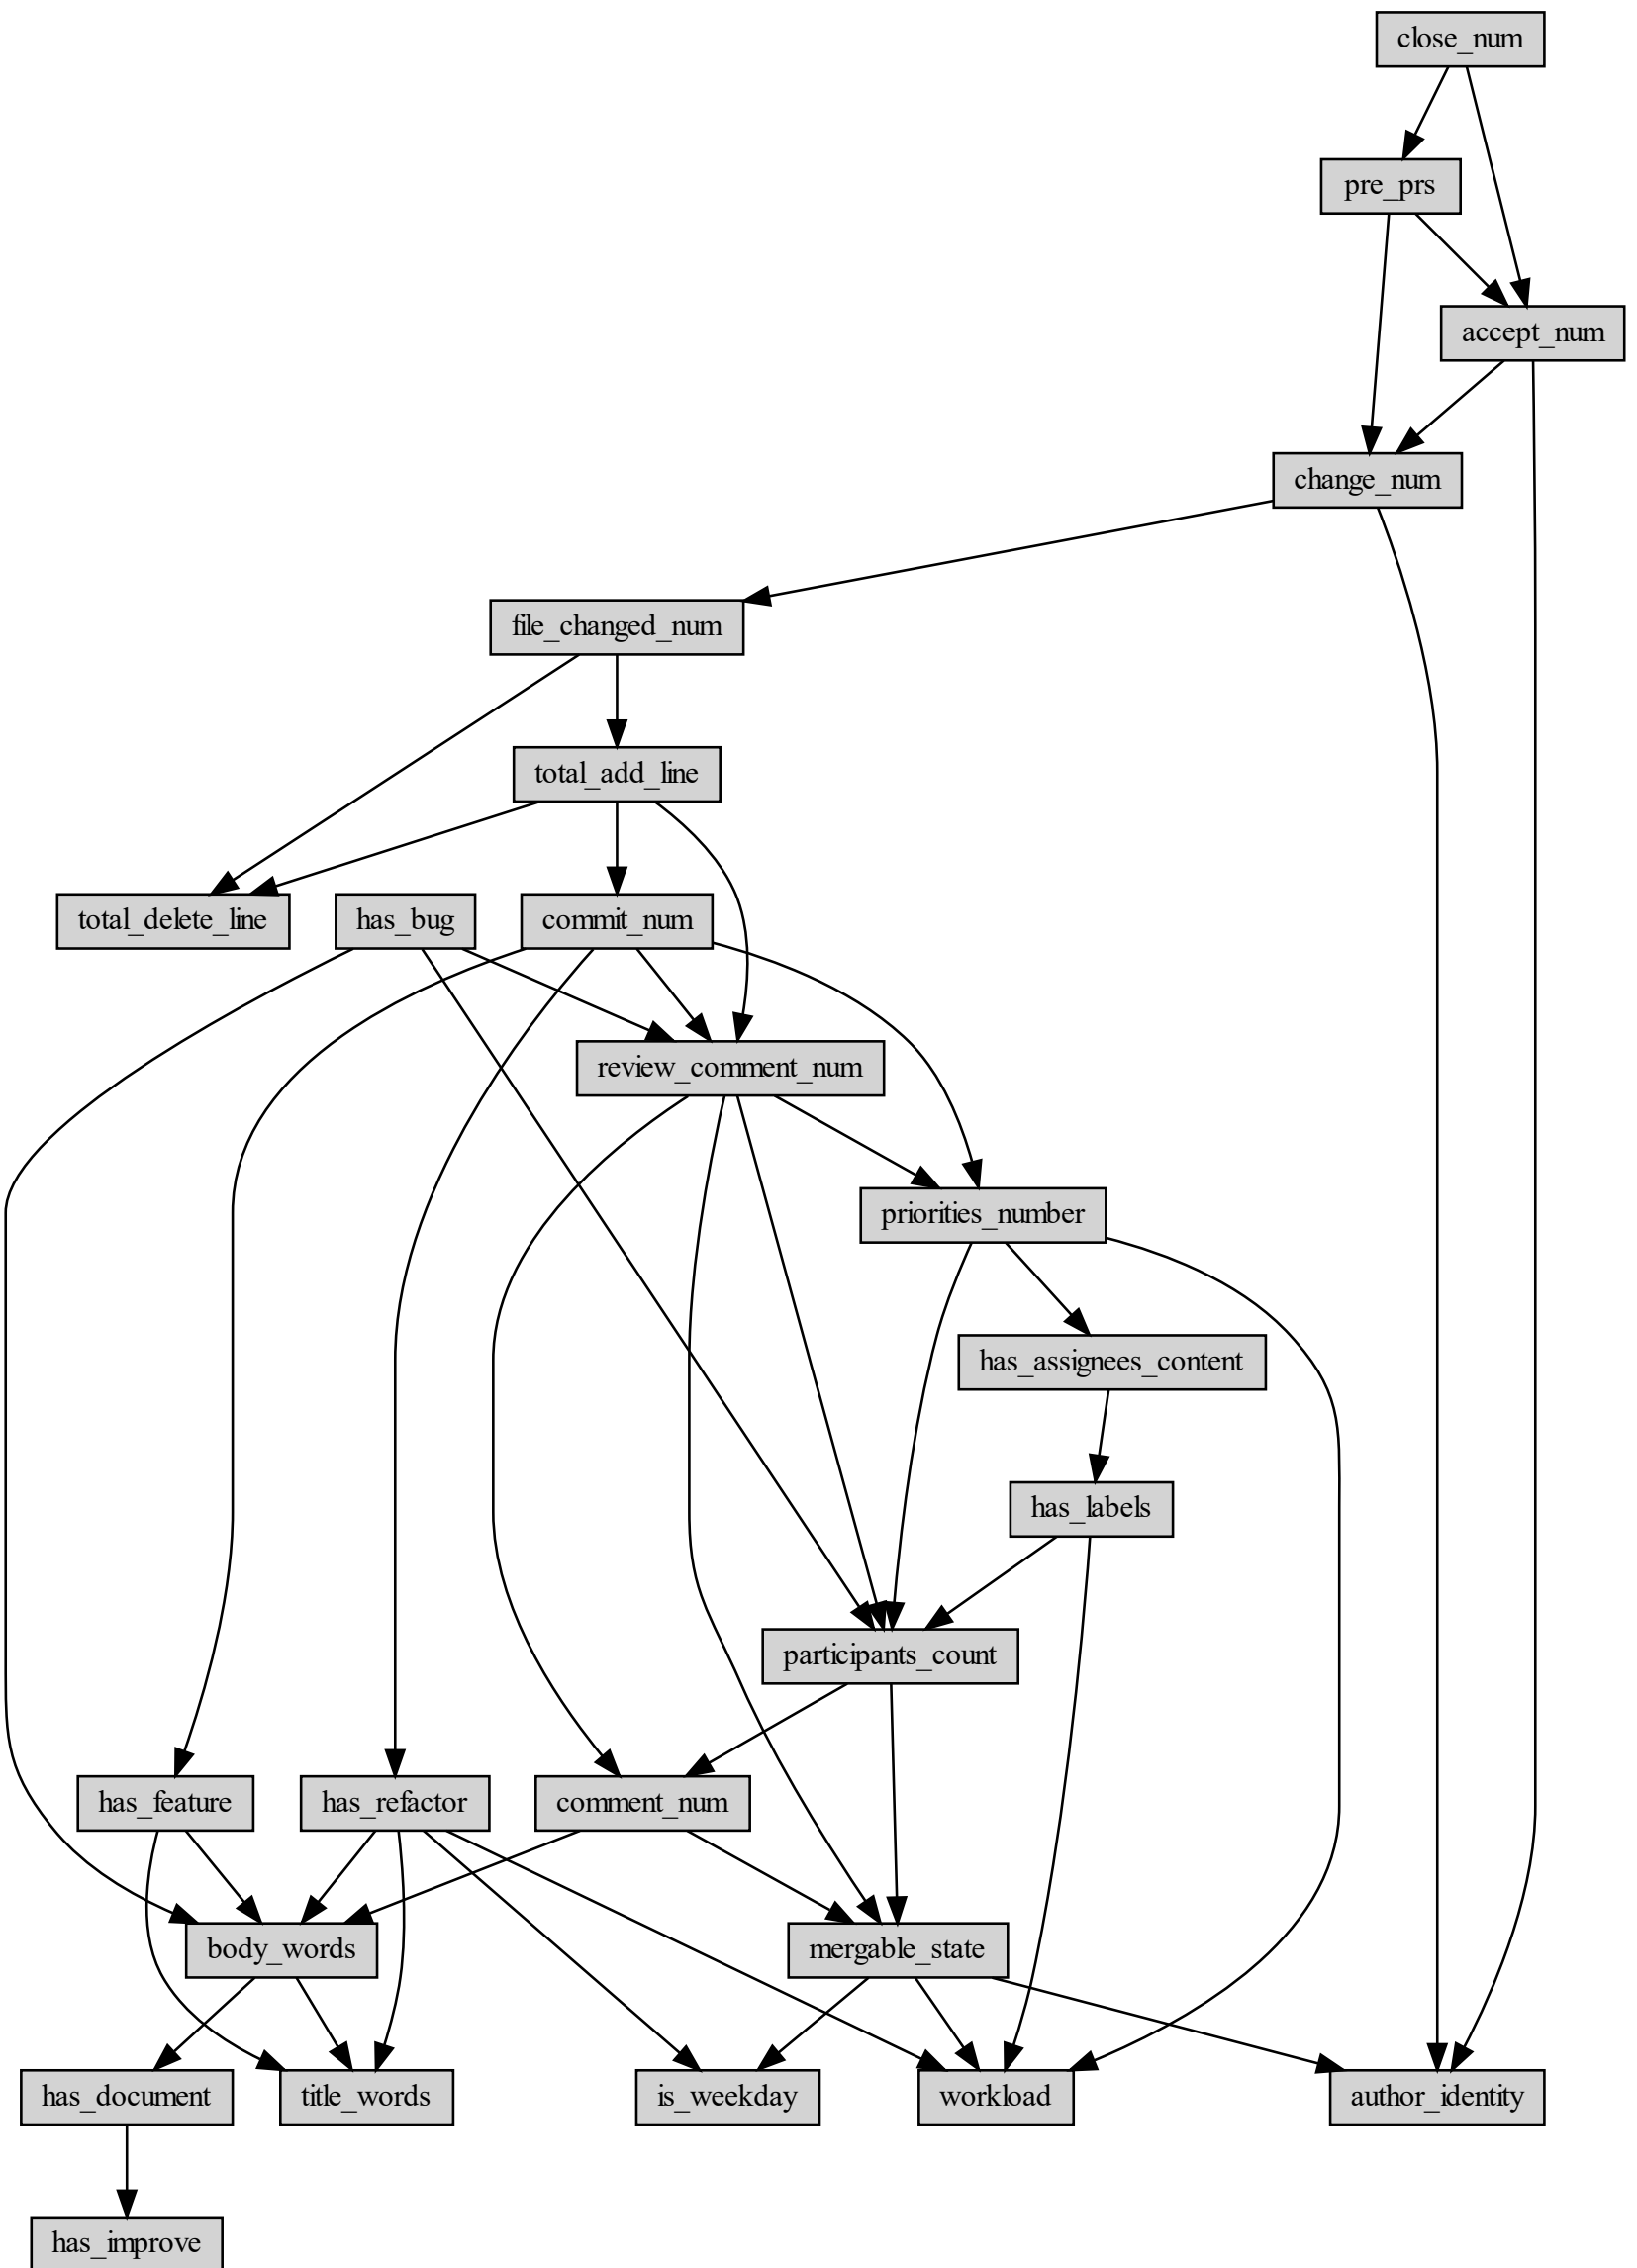 close_num
pre_prs
accept_num
change_num
file_changed_num
total_add_line
total_delete_line
has_bug
commit_num
review_comment_num
priorities_number
has_assignees_content
has_labels
participants_count
has_feature
has_refactor
comment_num
body_words
mergable_state
has_document
title_words
is_weekday
workload
author_identity
has_improve